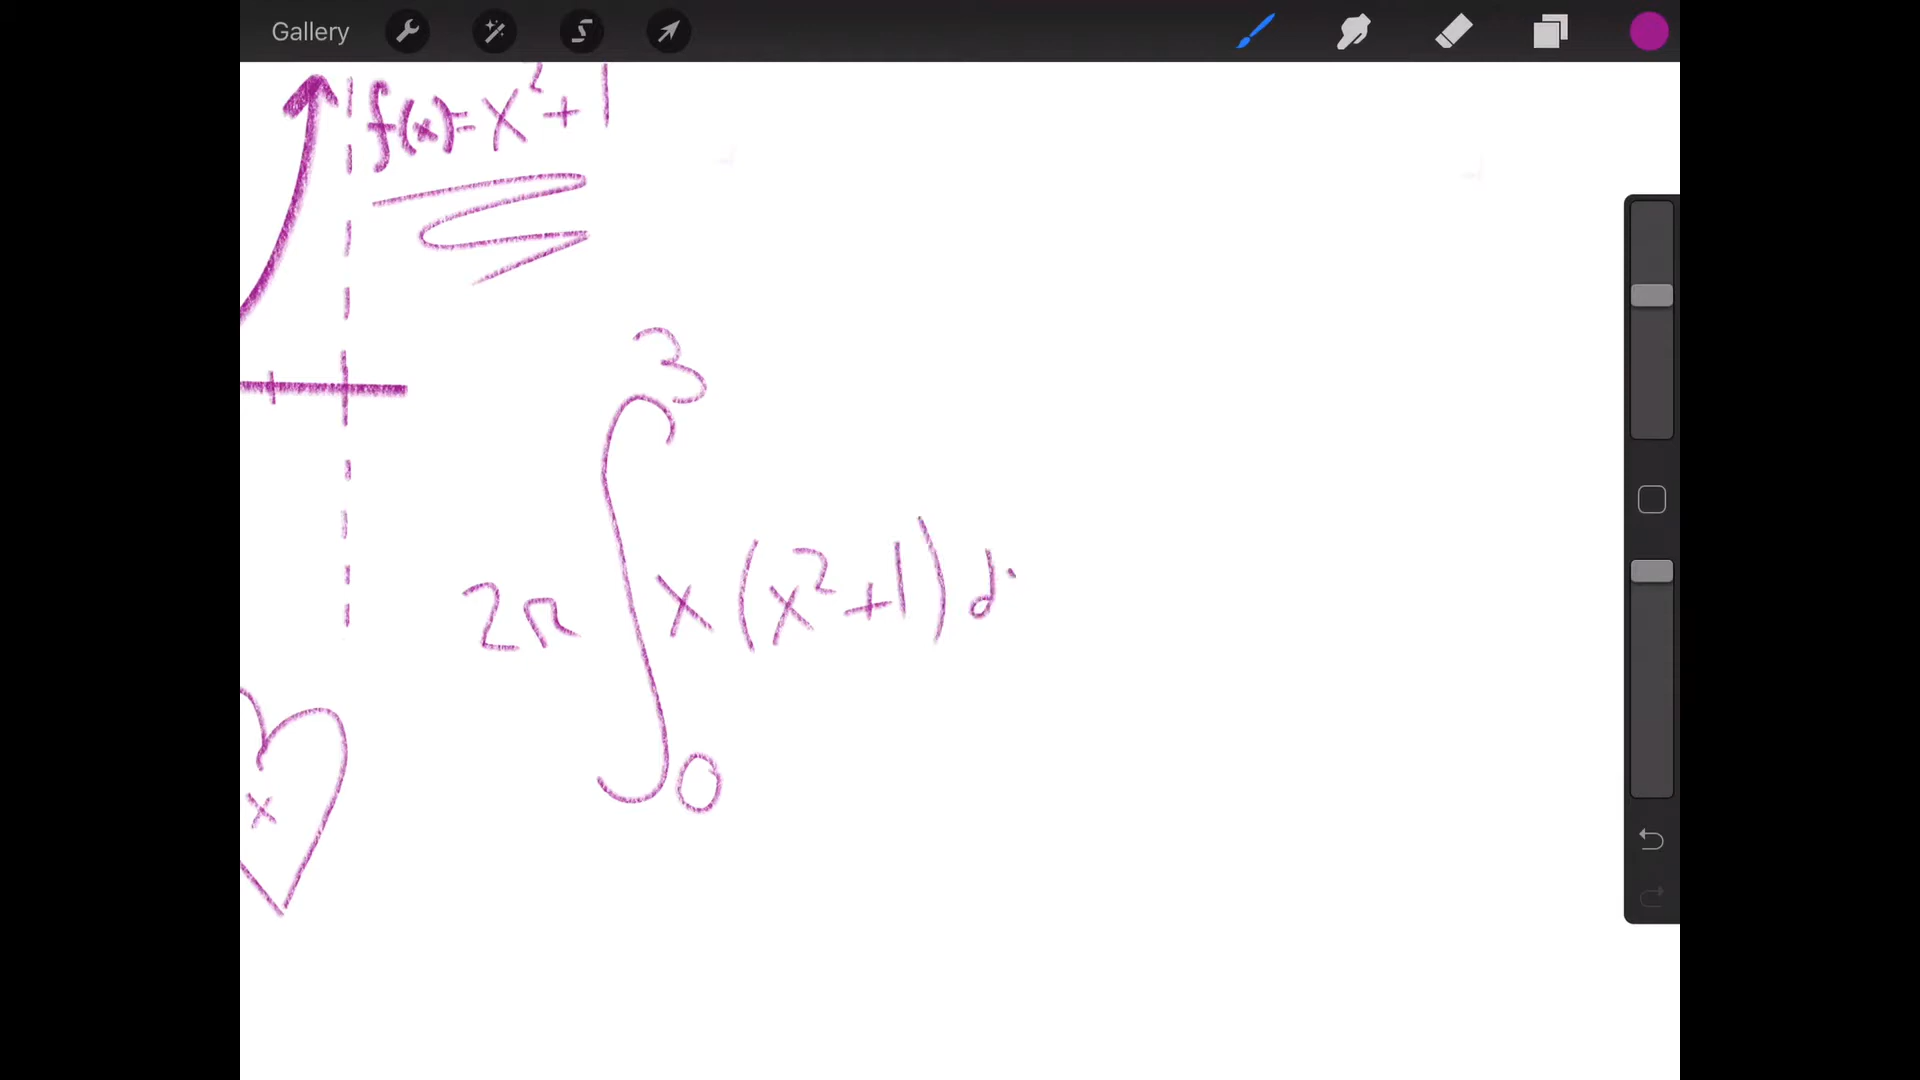 Gallery
f(x)=x²+1
3
2π∫x(x²+1)d
0
x